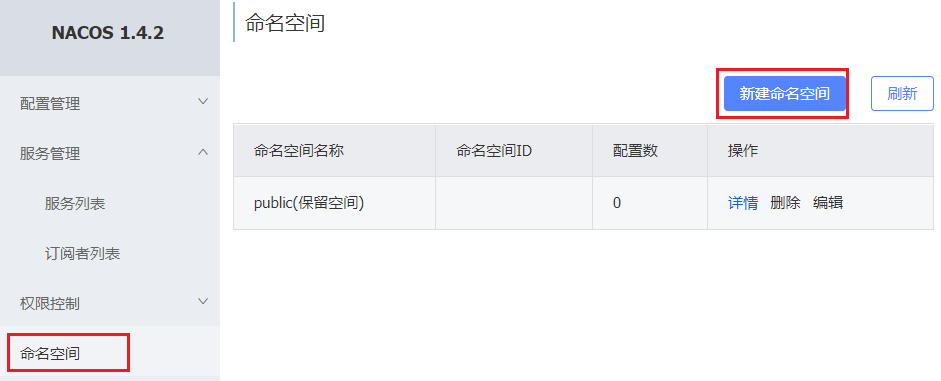 NACOS 1.4.2
配置管理
服务管理
服务列表
订阅者列表
权限控制
命名空间
命名空间
新建命名空间 刷新
命名空间名称 命名空间ID 配置数 操作
public(保留空间) 0 详情 删除 编辑